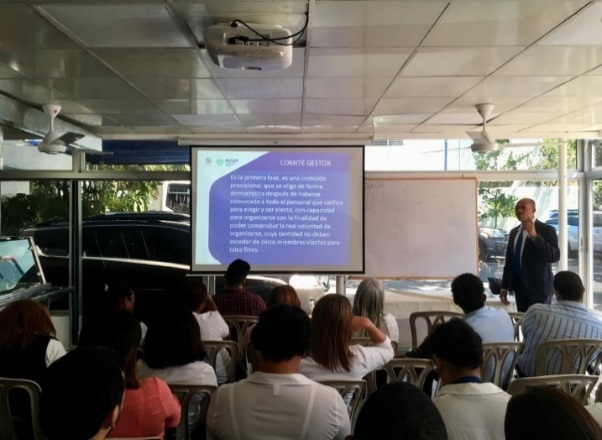 COMITÉ GESTOR
Es la primera fase, es una comisión
provisional, que se elige de forma
democrática después de haberse
convocado a todo el personal que califica
para elegir y ser electo, con capacidad
para organizarse con la finalidad de
poder comprobar la real voluntad de
organizarse, cuya cantidad no deben
exceder de cinco miembros electos para
tales fines.